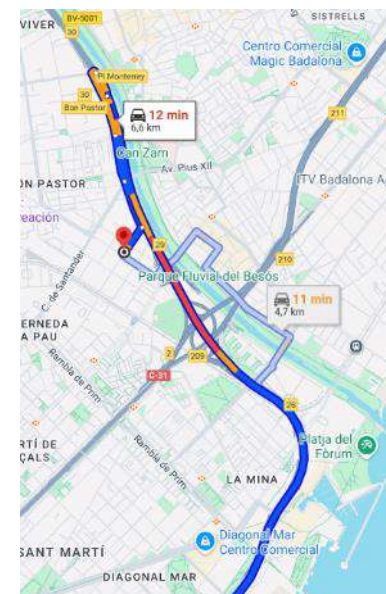 BV-5001
VIVER
30
SISTRELLS
Centro Comercial
Magic Badalona
Pl Monterrey
30
Bon Pastor
12 min
6,6 km
211
Can Zam
Av. Pius XII
ITV Badalona A
ON PASTOR
reación
29
210
Parque Fluvial del Besós
C. de Santander
11 min
4,7 km
ERNEDA
A PAU
2
209
C-31
Rambla de Prim
26
Platja del
Fòrum
RTÍ DE
ÇALS
Rambla de Prim
LA MINA
Diagonal Mar
Centro Comercial
SANT MARTÍ
DIAGONAL MAR